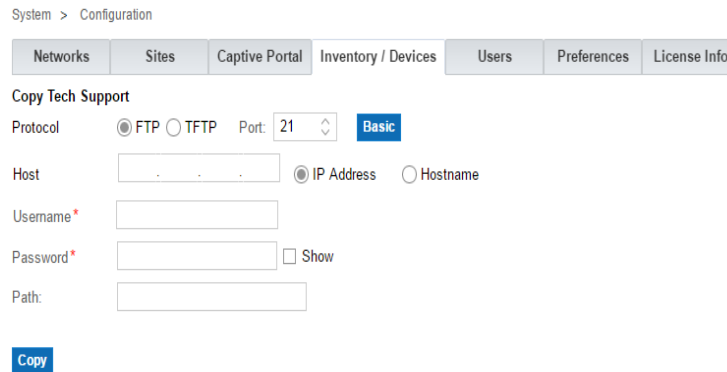 System > Configuration
Networks Sites Captive Portal Inventory / Devices Users Preferences License Info
Copy Tech Support
Protocol FTP TFTP Port: 21 Basic
Host . . . IP Address Hostname
Username*
Password* Show
Path:
Copy